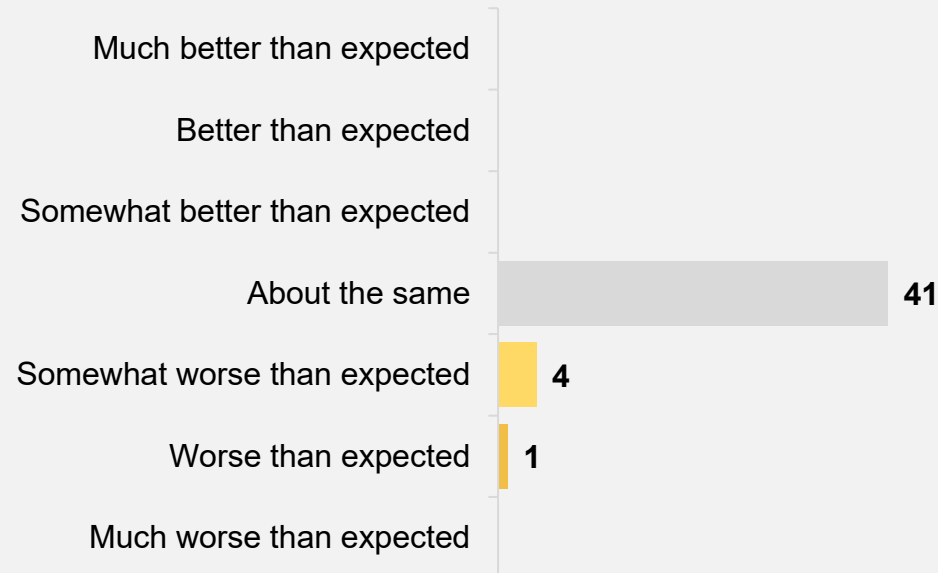 Much better than expected
Better than expected
Somewhat better than expected
About the same 41
Somewhat worse than expected 4
Worse than expected 1
Much worse than expected